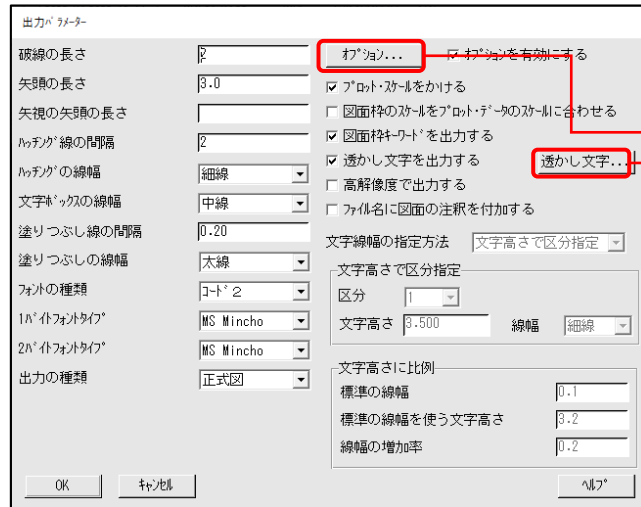 出力ﾊﾟﾗﾒｰﾀｰ
破線の長さ 2
矢頭の長さ 3.0
矢視の矢頭の長さ
ﾊｯﾁﾝｸﾞ線の間隔 2
ﾊｯﾁﾝｸﾞの線幅 細線
文字ﾎﾞｯｸｽの線幅 中線
塗りつぶし線の間隔 0.20
塗りつぶしの線幅 太線
ﾌｫﾝﾄの種類 ｺｰﾄﾞ2
1ﾊﾞｲﾄﾌｫﾝﾄﾀｲﾌﾟ MS Mincho
2ﾊﾞｲﾄﾌｫﾝﾄﾀｲﾌﾟ MS Mincho
出力の種類 正式図
OK ｷｬﾝｾﾙ
ｵﾌﾟｼｮﾝ... ｵﾌﾟｼｮﾝを有効にする
ﾌﾟﾛｯﾄ･ｽｹｰﾙをかける
図面枠のｽｹｰﾙをﾌﾟﾛｯﾄ･ﾃﾞｰﾀのｽｹｰﾙに合わせる
図面枠ｷｰﾜｰﾄﾞを出力する
透かし文字を出力する 透かし文字...
高解像度で出力する
ﾌｧｲﾙ名に図面の注釈を付加する
文字線幅の指定方法 文字高さで区分指定
文字高さで区分指定
区分 1
文字高さ 3.500 線幅 細線
文字高さに比例
標準の線幅 0.1
標準の線幅を使う文字高さ 3.2
線幅の増加率 0.2
ﾍﾙﾌﾟ